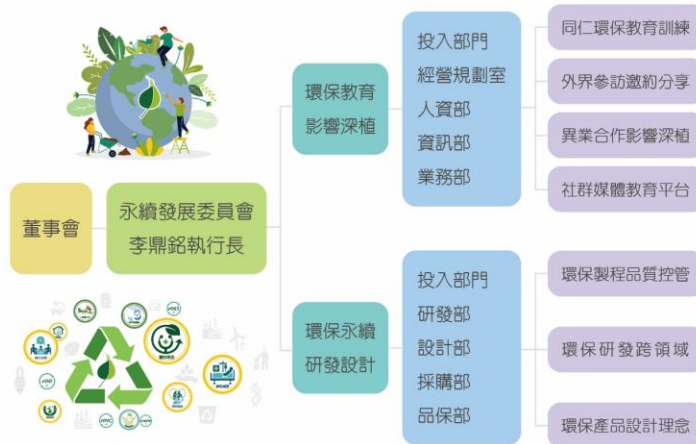 董事會
永續發展委員會
李鼎銘執行長
環保教育
影響深植
投入部門
經營規劃室
人資部
資訊部
業務部
同仁環保教育訓練
外界參訪邀約分享
異業合作影響深植
社群媒體教育平台
環保永續
研發設計
投入部門
研發部
設計部
採購部
品保部
環保製程品質控管
環保研發跨領域
環保產品設計理念